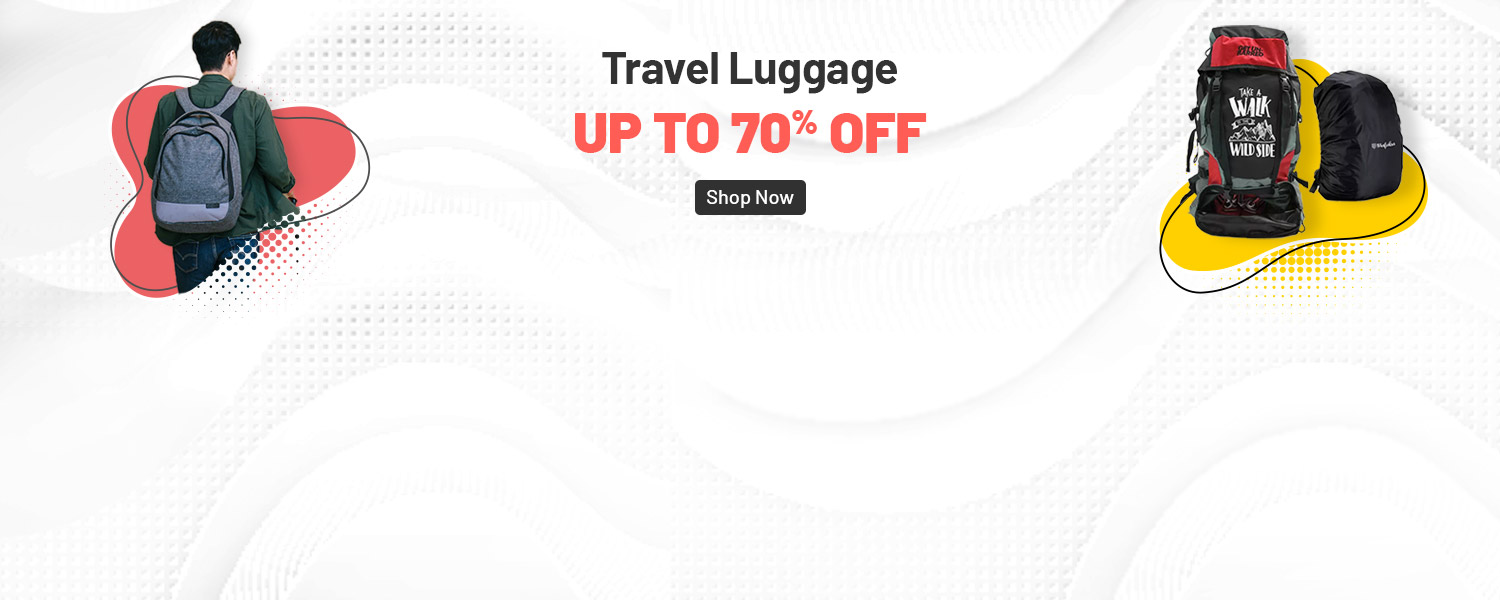 Travel Luggage
UP TO 70% OFF
Shop Now
TAKE A
WALK
WILD SIDE